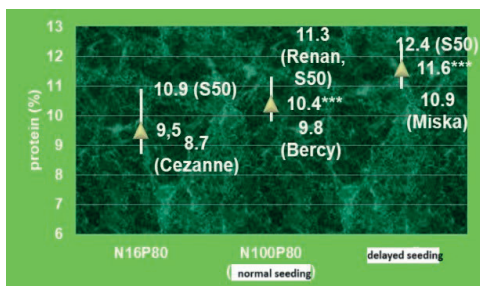 13
12
11
10
9
8
7
6
protein (%)
10.9 (S50)
9,5
8.7
(Cezanne)
11.3
(Renan,
S50)
10.4***
9.8
(Bercy)
12.4 (S50)
11.6***
10.9
(Miska)
N16P80
N100P80
(normal seeding)
delayed seeding